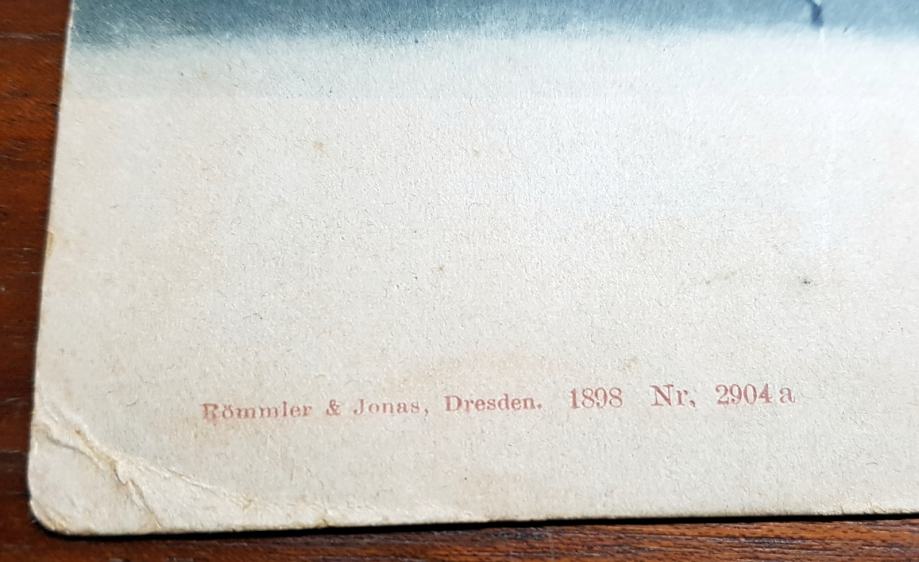 Römmler & Jonas, Dresden. 1898 Nr. 2904 a